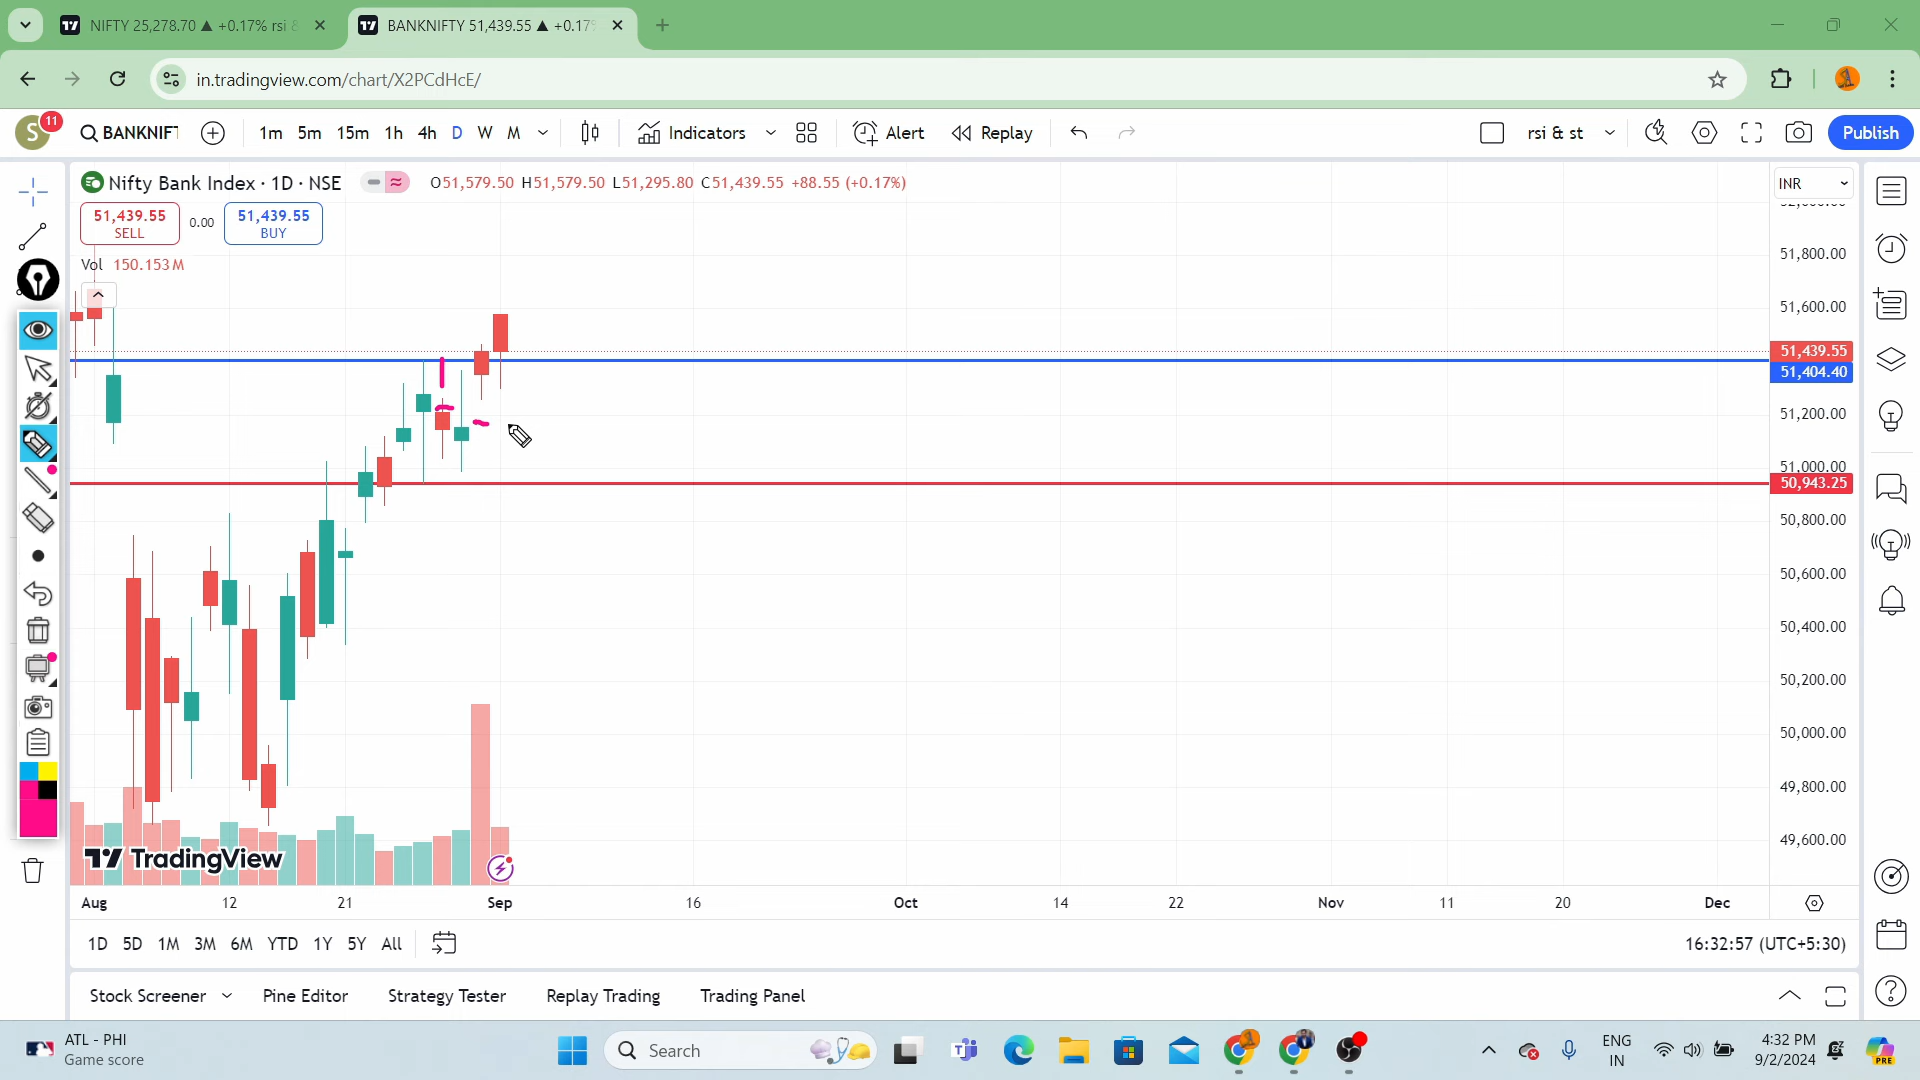 NIFTY 25,278.70 ▲ +0.17% rsi &
BANKNIFTY 51,439.55 ▲ +0.17%
in.tradingview.com/chart/X2PCdHcE/
S 11 BANKNIF 1m 5m 15m 1h 4h D W M Indicators Alert Replay rsi & st Publish
Nifty Bank Index · 1D · NSE O51,579.50 H51,579.50 L51,295.80 C51,439.55 +88.55 (+0.17%)
INR
51,439.55 SELL
0.00
51,439.55 BUY
Vol 150.153M
51,800.00
51,600.00
51,439.55
51,404.40
51,200.00
51,000.00
50,943.25
50,800.00
50,600.00
50,400.00
50,200.00
50,000.00
49,800.00
49,600.00
TradingView
Aug 12 21 Sep 16 Oct 14 22 Nov 11 20 Dec
1D 5D 1M 3M 6M YTD 1Y 5Y All
16:32:57 (UTC+5:30)
Stock Screener Pine Editor Strategy Tester Replay Trading Trading Panel
ATL - PHI
Game score
Search
ENG
IN
4:32 PM
9/2/2024
PRE